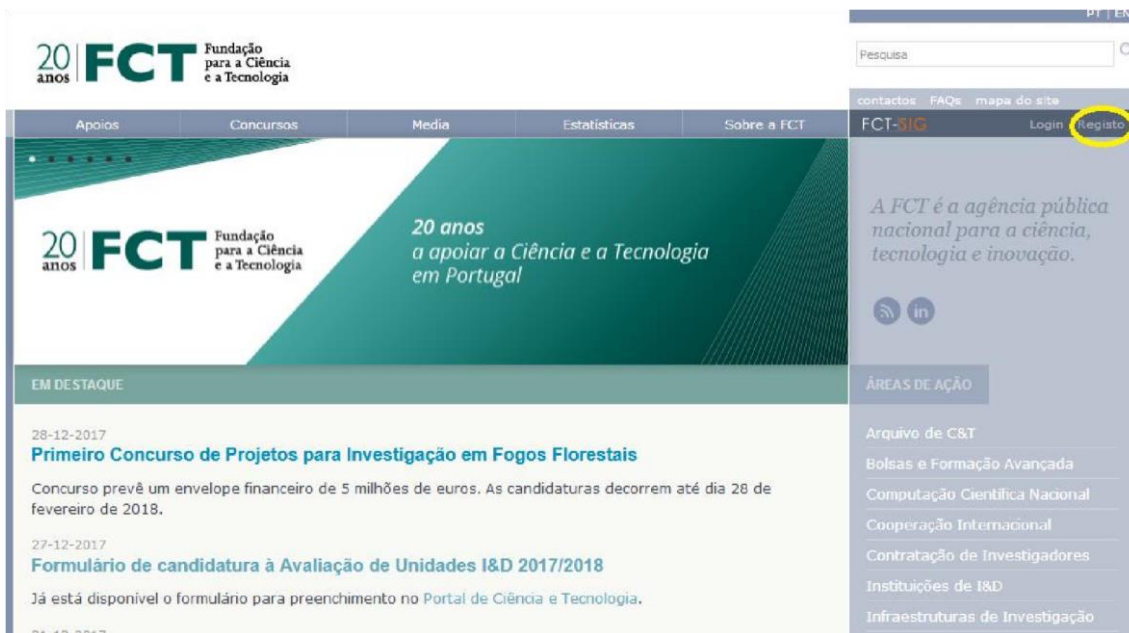 PT | EN
20 anos FCT Fundação
para a Ciência
e a Tecnologia
Pesquisa
contactos FAQs mapa do site
Apoios Concursos Media Estatísticas Sobre a FCT
FCT-SIG Login Registo
20 anos FCT Fundação
para a Ciência
e a Tecnologia
20 anos
a apoiar a Ciência e a Tecnologia
em Portugal
A FCT é a agência pública
nacional para a ciência,
tecnologia e inovação.
in
EM DESTAQUE
28-12-2017
Primeiro Concurso de Projetos para Investigação em Fogos Florestais
Concurso prevê um envelope financeiro de 5 milhões de euros. As candidaturas decorrem até dia 28 de
fevereiro de 2018.
27-12-2017
Formulário de candidatura à Avaliação de Unidades I&D 2017/2018
Já está disponível o formulário para preenchimento no Portal de Ciência e Tecnologia.
ÁREAS DE AÇÃO
Arquivo de C&T
Bolsas e Formação Avançada
Computação Científica Nacional
Cooperação Internacional
Contratação de Investigadores
Instituições de I&D
Infraestruturas de Investigação